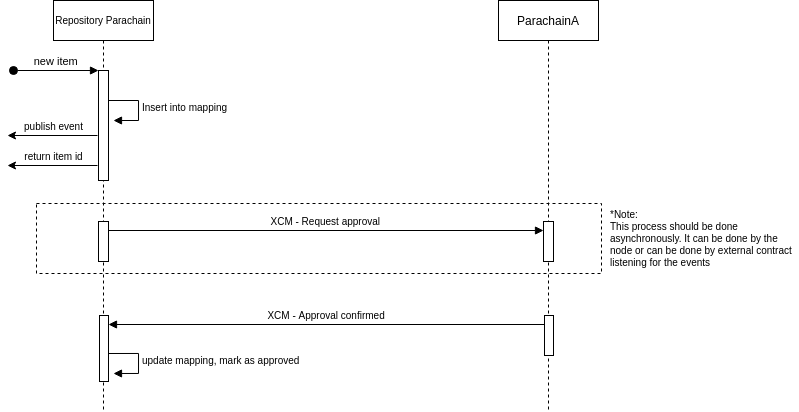 Repository Parachain
ParachainA
new item
Insert into mapping
publish event
return item id
XCM - Request approval
*Note:
This process should be done
asynchronously. It can be done by the
node or can be done by external contract
listening for the events
XCM - Approval confirmed
update mapping, mark as approved